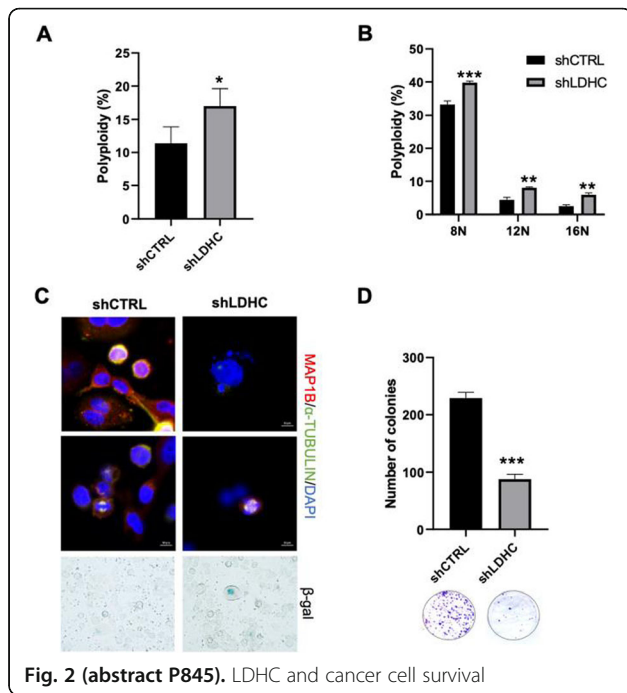 A
Polyploidy (%)
25
20
15
10
5
0
*
shCTRL
shLDHC
B
Polyploidy (%)
50
40
30
20
10
0
***
**
**
8N
12N
16N
shCTRL
shLDHC
C
shCTRL
shLDHC
MAP1B/α-TUBULIN/DAPI
β-gal
D
Number of colonies
300
200
100
0
***
shCTRL
shLDHC
Fig. 2 (abstract P845). LDHC and cancer cell survival